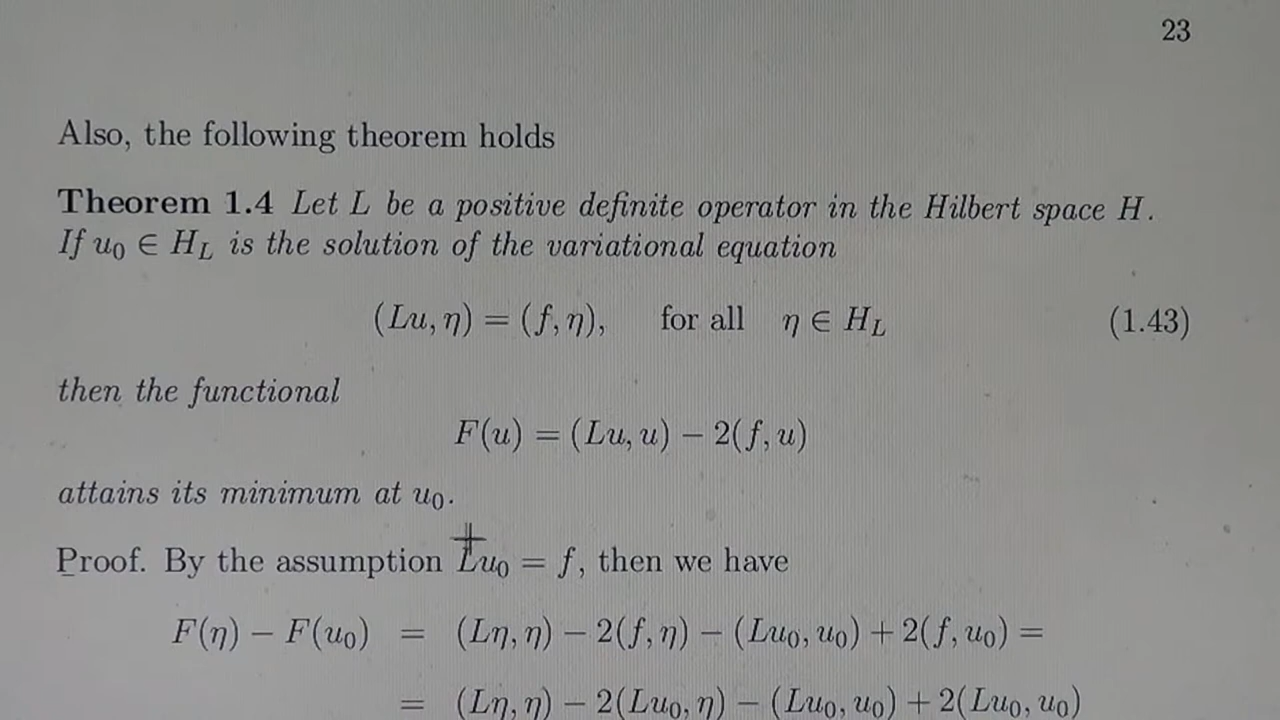 23
Also, the following theorem holds
Theorem 1.4 Let L be a positive definite operator in the Hilbert space H.
If u₀ ∈ H_L is the solution of the variational equation
(Lu, η) = (f, η), for all η ∈ H_L (1.43)
then the functional
F(u) = (Lu, u) − 2(f, u)
attains its minimum at u₀.
Proof. By the assumption Lu₀ = f, then we have
F(η) − F(u₀) = (Lη, η) − 2(f, η) − (Lu₀, u₀) + 2(f, u₀) =
= (Lη, η) − 2(Lu₀, η) − (Lu₀, u₀) + 2(Lu₀, u₀)